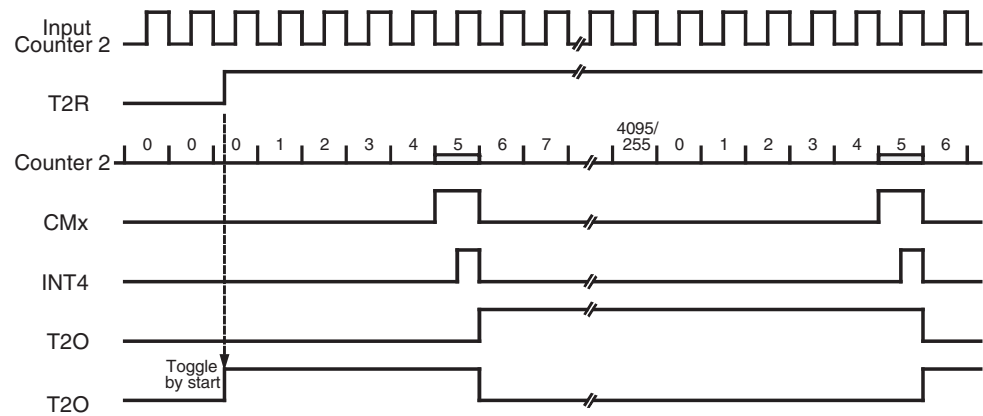 Input
Counter 2
T2R
4095/
0 0 0 1 2 3 4 5 6 7 255 0 1 2 3 4 5 6
Counter 2
CMx
INT4
T2O
Toggle
by start
T2O